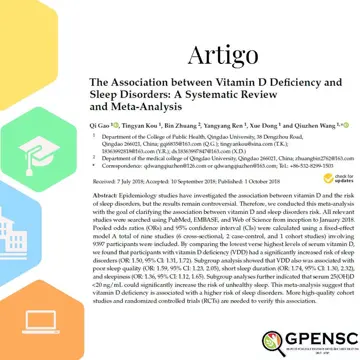 Artigo
The Association between Vitamin D Deficiency and
Sleep Disorders: A Systematic Review
and Meta-Analysis
Qi Gao, Tingyan Kou, Bin Zhuang, Yangyang Ren, Xue Dong and Qiuzhen Wang
Department of the College of Public Health, Qingdao University, 38 Dengzhou Road,
Qingdao 266021, China;
Department of the medical college of Qingdao University, Qingdao 266021, China;
Correspondence:
Received: 7 July 2018; Accepted: 10 September 2018; Published: 1 October 2018
check for
updates
Abstract: Epidemiology studies have investigated the association between vitamin D and the risk
of sleep disorders, but the results remain controversial. Therefore, we conducted this meta-analysis
with the goal of clarifying the association between vitamin D and sleep disorders risk. All relevant
studies were searched using PubMed, EMBASE, and Web of Science from inception to January 2018.
Pooled odds ratios (ORs) and 95% confidence interval (CIs) were calculated using a fixed-effect
model A total of nine studies (6 cross-sectional, 2 case-control, and 1 cohort studies) involving
9397 participants were included. By comparing the lowest verse highest levels of serum vitamin D,
we found that participants with vitamin D deficiency (VDD) had a significantly increased risk of sleep
disorders (OR: 1.50, 95% CI: 1.31, 1.72). Subgroup analysis showed that VDD also was associated with
poor sleep quality (OR: 1.59, 95% CI: 1.23, 2.05), short sleep duration (OR: 1.74, 95% CI: 1.30, 2.32),
and sleepiness (OR: 1.36, 95% CI: 1.12, 1.65). Subgroup analyses further indicated that serum 25(OH)D
<20 ng/mL could significantly increase the risk of unhealthy sleep. This meta-analysis suggest that
vitamin D deficiency is associated with a higher risk of sleep disorders. More high-quality cohort
studies and randomized controlled trials (RCTs) are needed to verify this association.
GPENSC